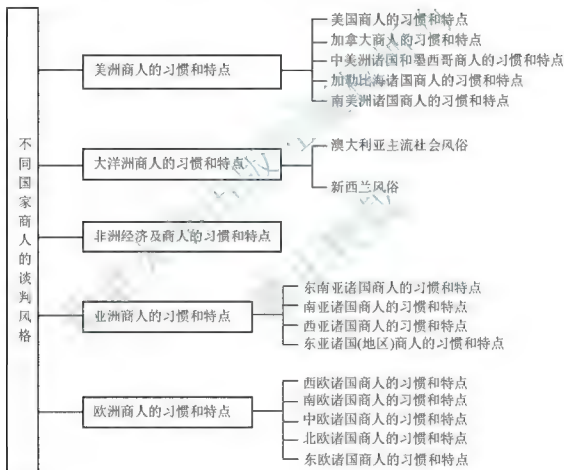 不同国家商人的谈判风格
美洲商人的习惯和特点
美国商人的习惯和特点
加拿大商人的习惯和特点
中美洲诸国和墨西哥商人的习惯和特点
加勒比海诸国商人的习惯和特点
南美洲诸国商人的习惯和特点
大洋洲商人的习惯和特点
澳大利亚主流社会风俗
新西兰风俗
非洲经济及商人的习惯和特点
亚洲商人的习惯和特点
东南亚诸国商人的习惯和特点
南亚诸国商人的习惯和特点
西亚诸国商人的习惯和特点
东亚诸国(地区)商人的习惯和特点
欧洲商人的习惯和特点
西欧诸国商人的习惯和特点
南欧诸国商人的习惯和特点
中欧诸国商人的习惯和特点
北欧诸国商人的习惯和特点
东欧诸国商人的习惯和特点